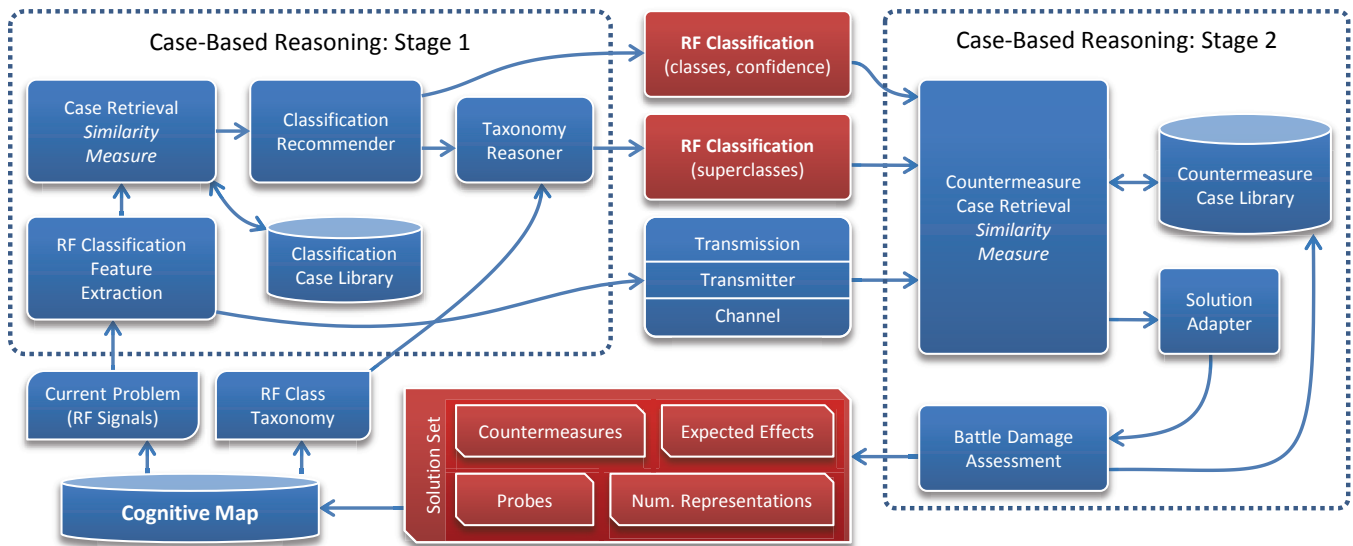 Case-Based Reasoning: Stage 1
Case Retrieval
Similarity
Measure
Classification
Recommender
Taxonomy
Reasoner
RF Classification
Feature
Extraction
Classification
Case Library
RF Classification
(classes, confidence)
RF Classification
(superclasses)
Transmission
Transmitter
Channel
Case-Based Reasoning: Stage 2
Countermeasure
Case Retrieval
Similarity
Measure
Countermeasure
Case Library
Solution
Adapter
Battle Damage
Assessment
Current Problem
(RF Signals)
RF Class
Taxonomy
Cognitive Map
Solution Set
Countermeasures
Expected Effects
Probes
Num. Representations